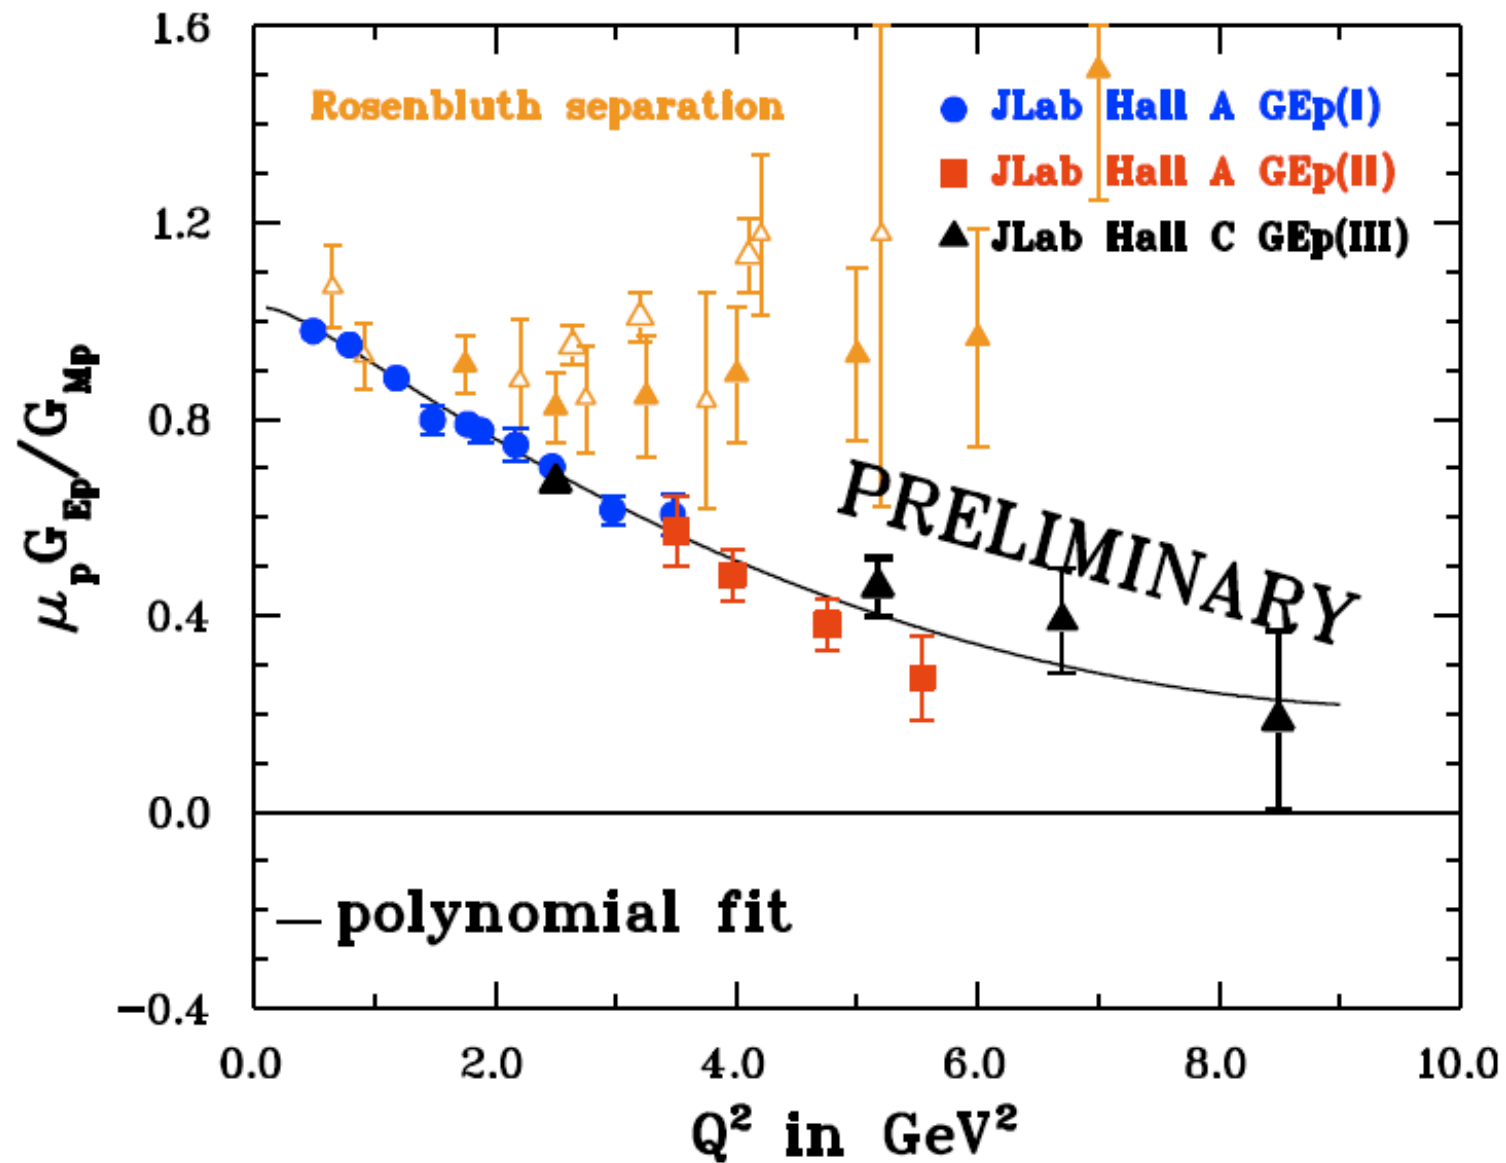 1.6
Rosenbluth separation
JLab Hall A GEp(I)
JLab Hall A GEp(II)
1.2
JLab Hall C GEp(III)
0.8
μpGEp/GMp
PRELIMINARY
0.4
0.0
polynomial fit
−0.4
0.0 2.0 4.0 6.0 8.0 10.0
Q² in GeV²